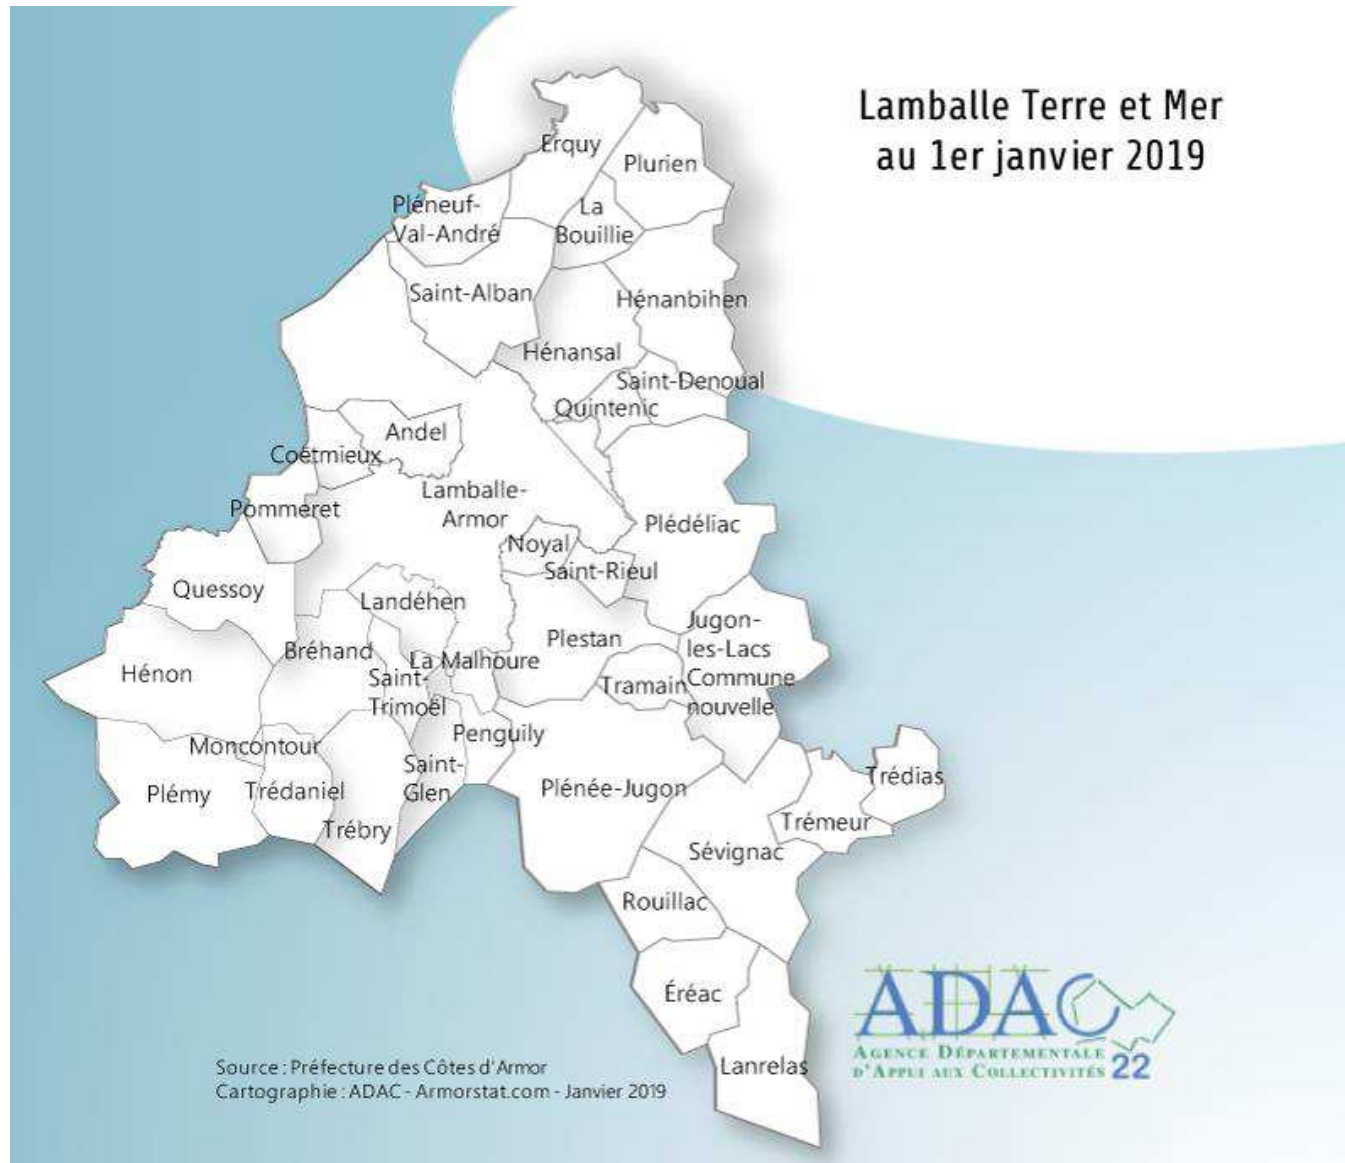 Lamballe Terre et Mer
au 1er janvier 2019
Erquy
Plurien
Pléneuf-
Val-André
La
Bouillie
Saint-Alban
Hénanbihen
Hénansal
Saint-Denoual
Quintenic
Andel
Coëtmieux
Lamballe-
Armor
Pommeret
Plédéliac
Noyal
Saint-Rieul
Quessoy
Landéhen
Jugon-
les-Lacs
Commune
nouvelle
Plestan
Bréhand
La Malhoure
Hénon
Saint-
Trimoël
Tramain
Penguily
Moncontour
Saint-
Glen
Trédias
Plémy
Trédaniel
Plénée-Jugon
Trémeur
Trébry
Sévignac
Rouillac
Éréac
Lanrelas
ADAC
AGENCE DÉPARTEMENTALE
D'APPUI AUX COLLECTIVITÉS 22
Source : Préfecture des Côtes d'Armor
Cartographie : ADAC - Armorstat.com - Janvier 2019